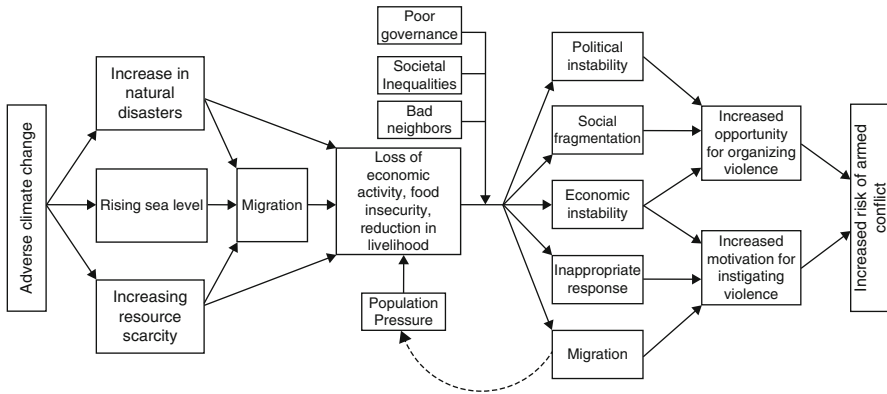 Adverse climate change
Increase in
natural
disasters
Rising sea level
Increasing
resource
scarcity
Migration
Loss of
economic
activity, food
insecurity,
reduction in
livelihood
Population
Pressure
Poor
governance
Societal
Inequalities
Bad
neighbors
Political
instability
Social
fragmentation
Economic
instability
Inappropriate
response
Migration
Increased
opportunity
for organizing
violence
Increased
motivation for
instigating
violence
Increased risk of armed
conflict